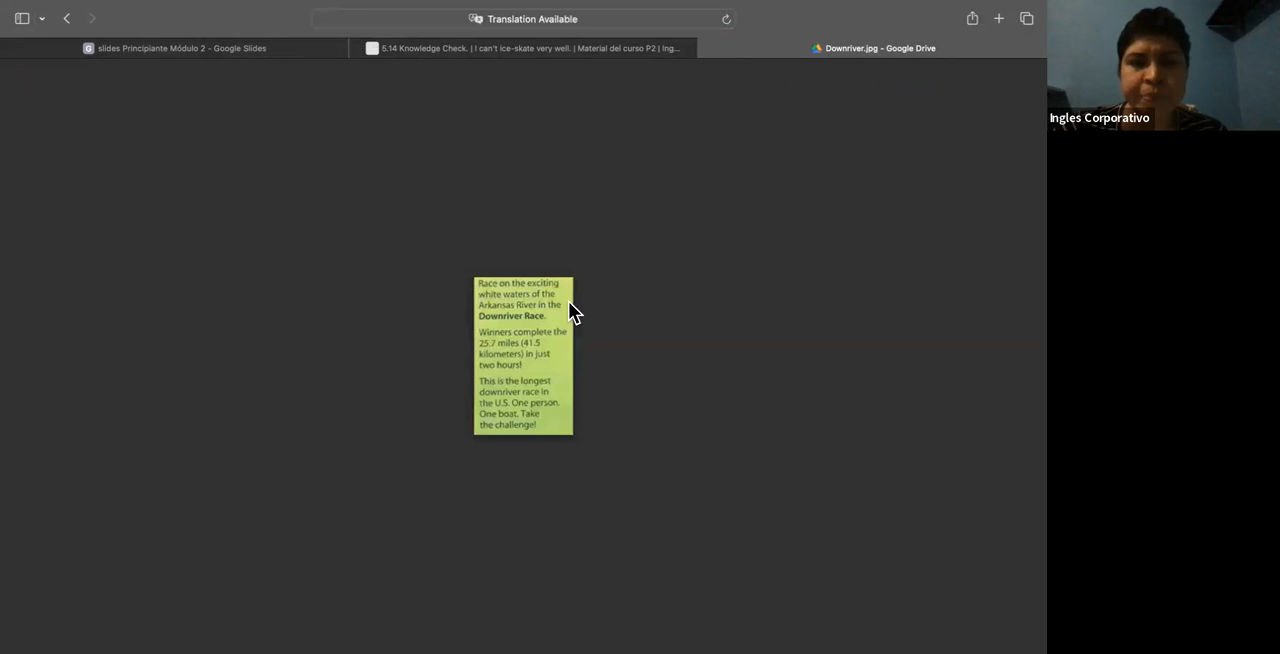 Translation Available
slides Principiante Módulo 2 - Google Slides
5.14 Knowledge Check. | I can't ice-skate very well. | Material del curso P2 | Ing...
Downriver.jpg - Google Drive
Ingles Corporativo
Race on the exciting
white waters of the
Arkansas River in the
Downriver Race.
Winners complete the
25.7 miles (41.5
kilometers) in just
two hours!
This is the longest
downriver race in
the U.S. One person.
One boat. Take
the challenge!